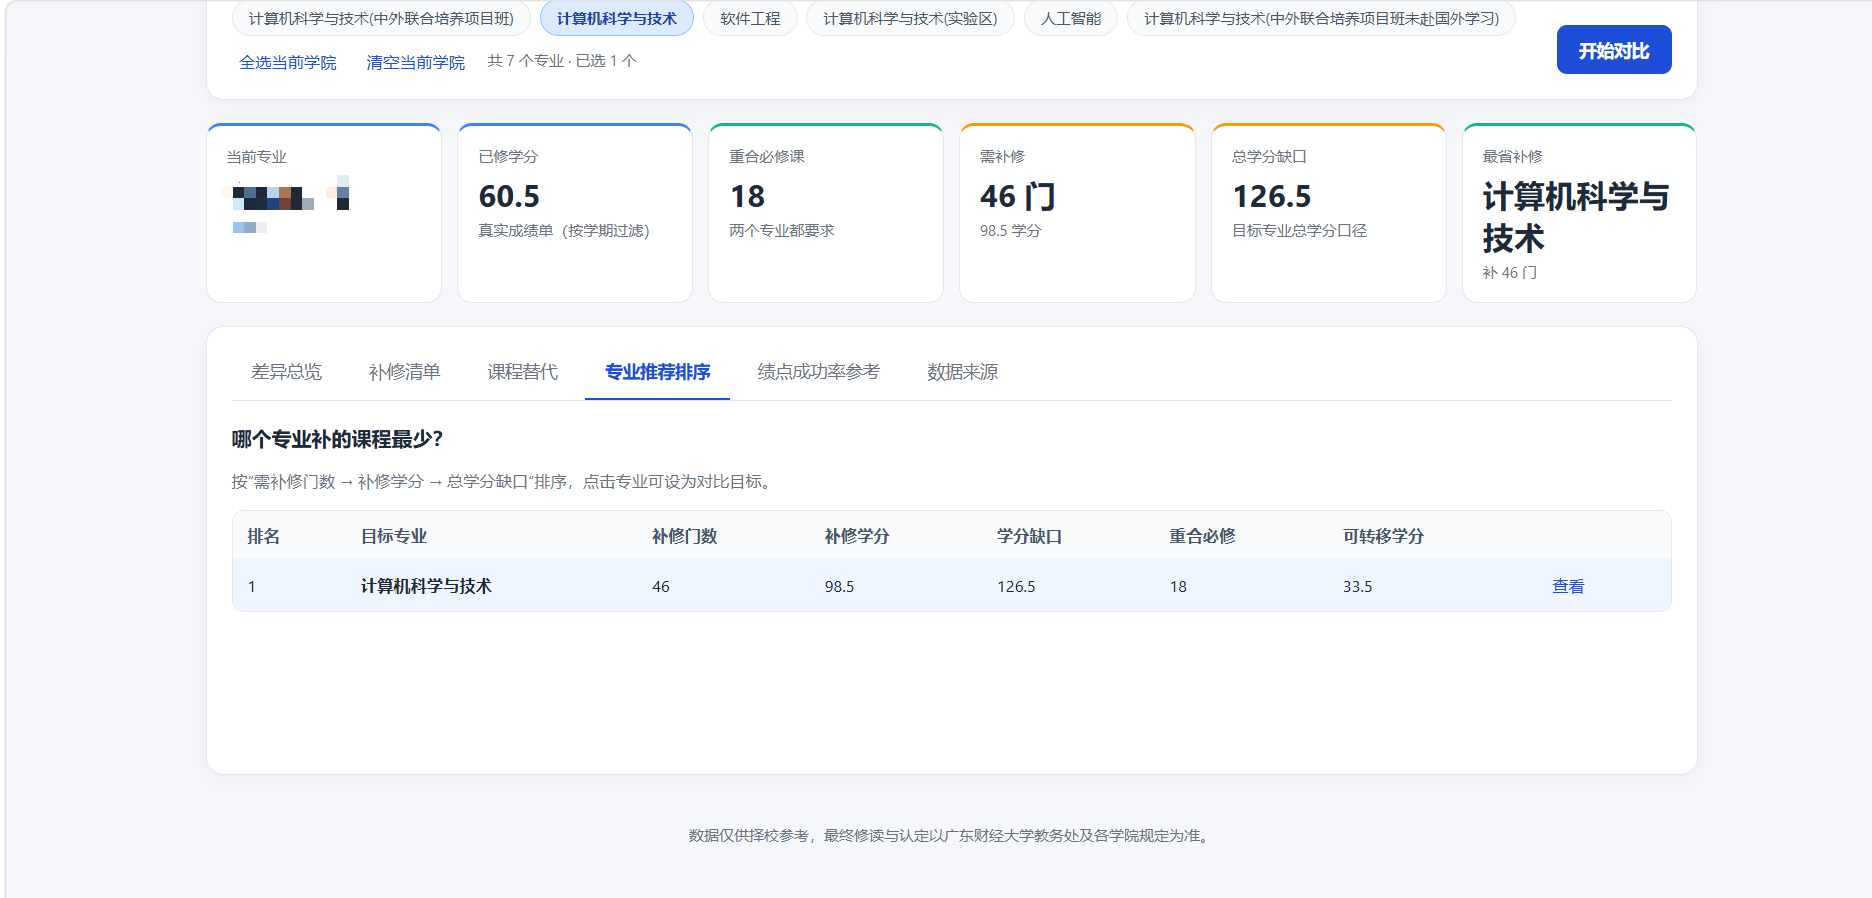 计算机科学与技术(中外联合培养项目班) 计算机科学与技术 软件工程 计算机科学与技术(实验区) 人工智能 计算机科学与技术(中外联合培养项目班未赴国外学习)
全选当前学院 清空当前学院 共 7 个专业 · 已选 1 个
开始对比
当前专业
已修学分
60.5
真实成绩单（按学期过滤）
重合必修课
18
两个专业都要求
需补修
46 门
98.5 学分
总学分缺口
126.5
目标专业总学分口径
最省补修
计算机科学与
技术
补 46 门
差异总览 补修清单 课程替代 专业推荐排序 绩点成功率参考 数据来源
哪个专业补的课程最少？
按“需补修门数 → 补修学分 → 总学分缺口”排序，点击专业可设为对比目标。
排名 目标专业 补修门数 补修学分 学分缺口 重合必修 可转移学分
1 计算机科学与技术 46 98.5 126.5 18 33.5 查看
数据仅供择校参考，最终修读与认定以广东财经大学教务处及各学院规定为准。